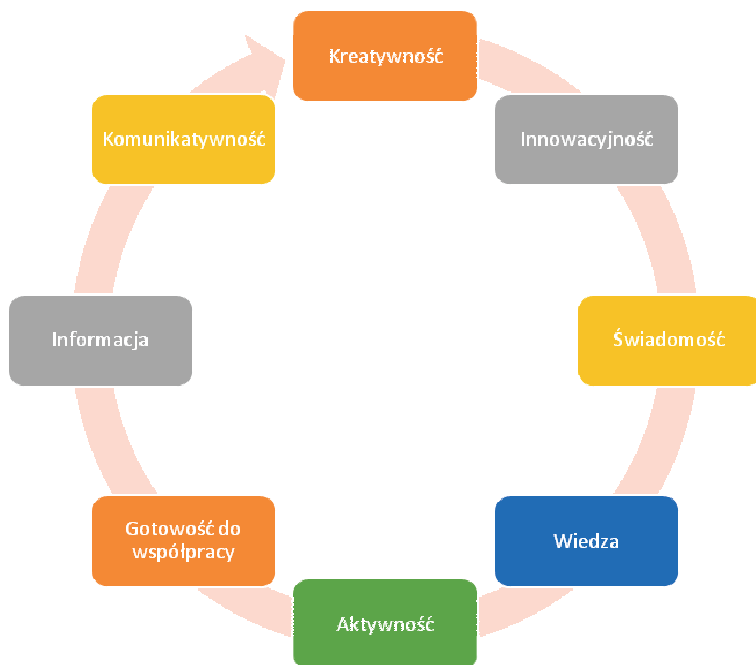 Kreatywność
Innowacyjność
Świadomość
Wiedza
Aktywność
Gotowość do
współpracy
Informacja
Komunikatywność